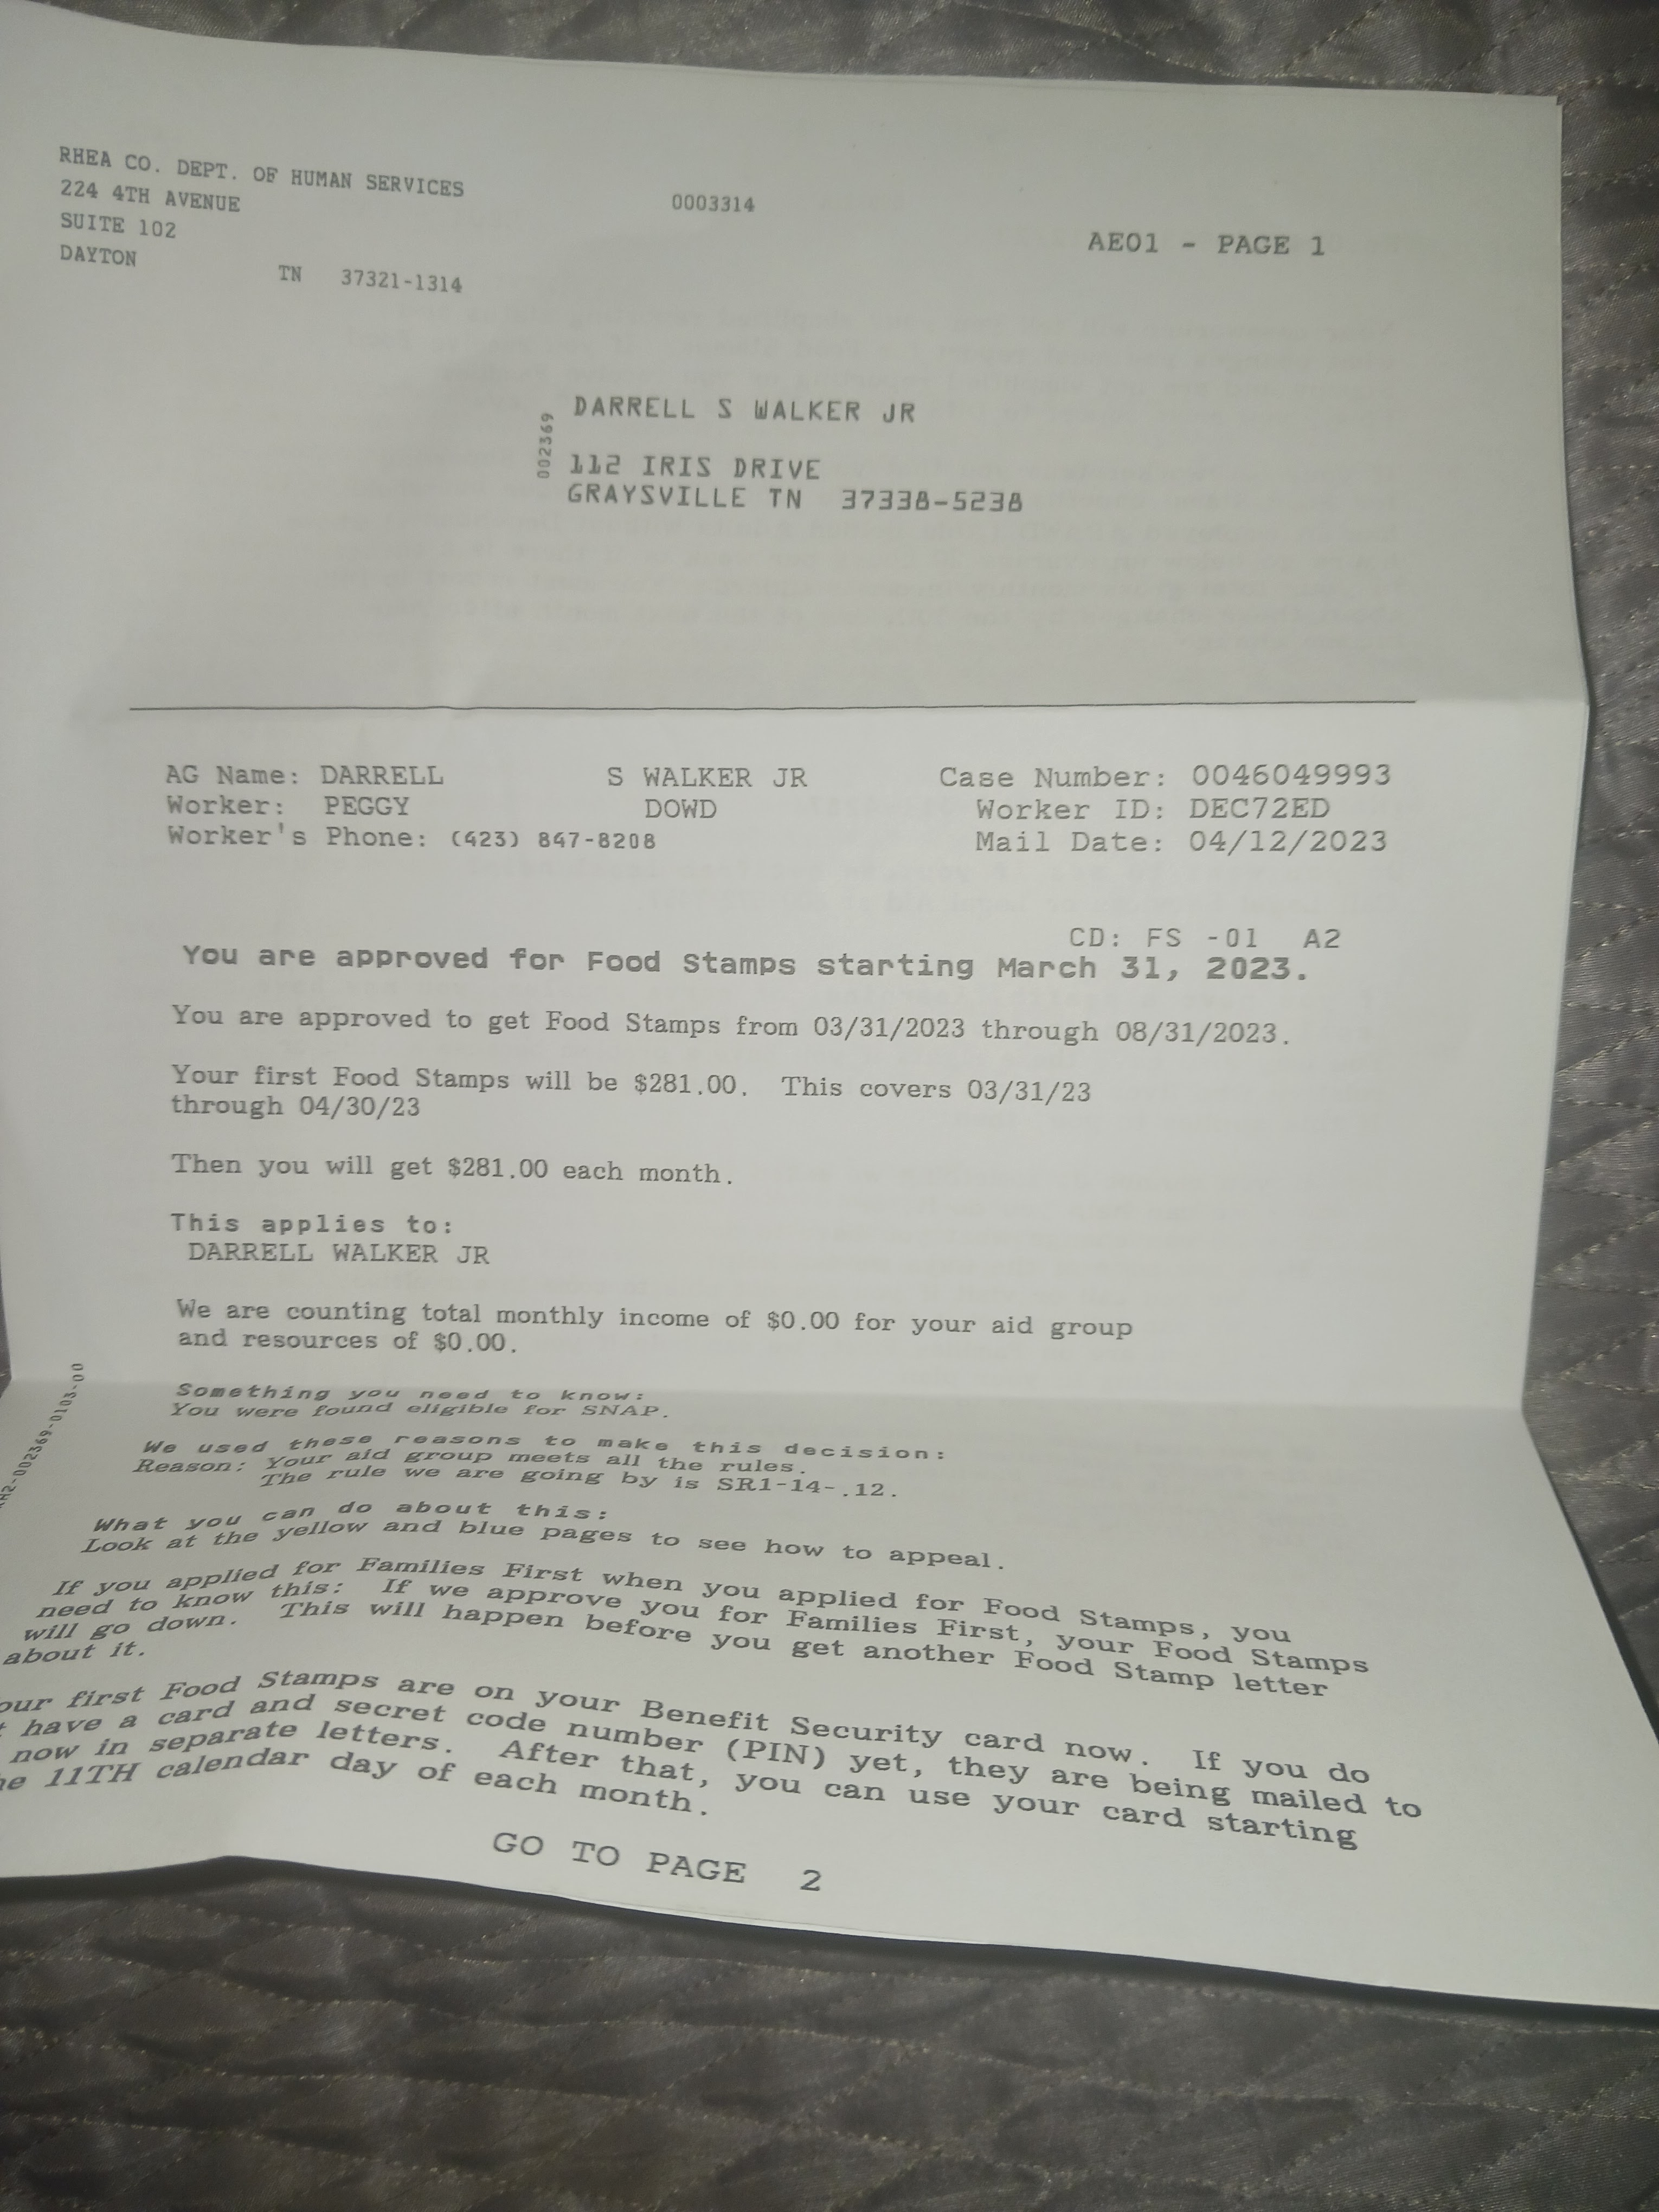 RHEA CO. DEPT. OF HUMAN SERVICES
224 4TH AVENUE
SUITE 102
DAYTON TN 37321-1314
0003314
AE01 - PAGE 1
002369
DARRELL S WALKER JR
112 IRIS DRIVE
GRAYSVILLE TN 37338-5238
AG Name: DARRELL S WALKER JR Case Number: 0046049993
Worker: PEGGY DOWD Worker ID: DEC72ED
Worker's Phone: (423) 847-8208 Mail Date: 04/12/2023
CD: FS -01 A2
You are approved for Food Stamps starting March 31, 2023.
You are approved to get Food Stamps from 03/31/2023 through 08/31/2023.
Your first Food Stamps will be $281.00. This covers 03/31/23
through 04/30/23
Then you will get $281.00 each month.
This applies to:
DARRELL WALKER JR
We are counting total monthly income of $0.00 for your aid group
and resources of $0.00.
Something you need to know:
You were found eligible for SNAP.
We used these reasons to make this decision:
Reason: Your aid group meets all the rules.
The rule we are going by is SR1-14-.12.
What you can do about this:
Look at the yellow and blue pages to see how to appeal.
If you applied for Families First when you applied for Food Stamps, you
need to know this: If we approve you for Families First, your Food Stamps
will go down. This will happen before you get another Food Stamp letter
about it.
our first Food Stamps are on your Benefit Security card now. If you do
have a card and secret code number (PIN) yet, they are being mailed to
now in separate letters. After that, you can use your card starting
11TH calendar day of each month.
GO TO PAGE 2
-002369-0103-00